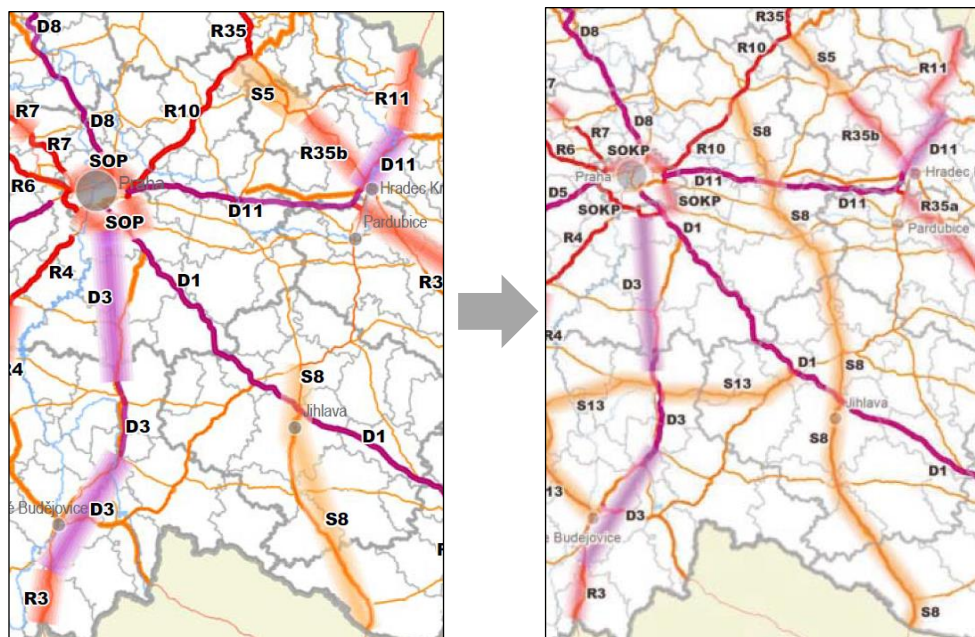 D8
R35
S5
R11
R7
R10
D8
R7
SOP
R35b
D11
R6
Praha
Hradec Kr
D11
SOP
Pardubice
R4
D1
R3
D3
.4
S8
Jihlava
D3
D1
é Budějovice
D3
S8
R3
R35
D8
S5
R10
R11
S8
D8
R7
R35b
SOKP
R6
R10
D11
Praha
D11
Hradec
D5
D11
R35a
SOKP
SOKP
S8
Pardubice
D1
R4
D3
R4
D1
S8
S13
S13
Jihlava
D3
S8
D1
S13
D3
é Budějovice
R3
S8